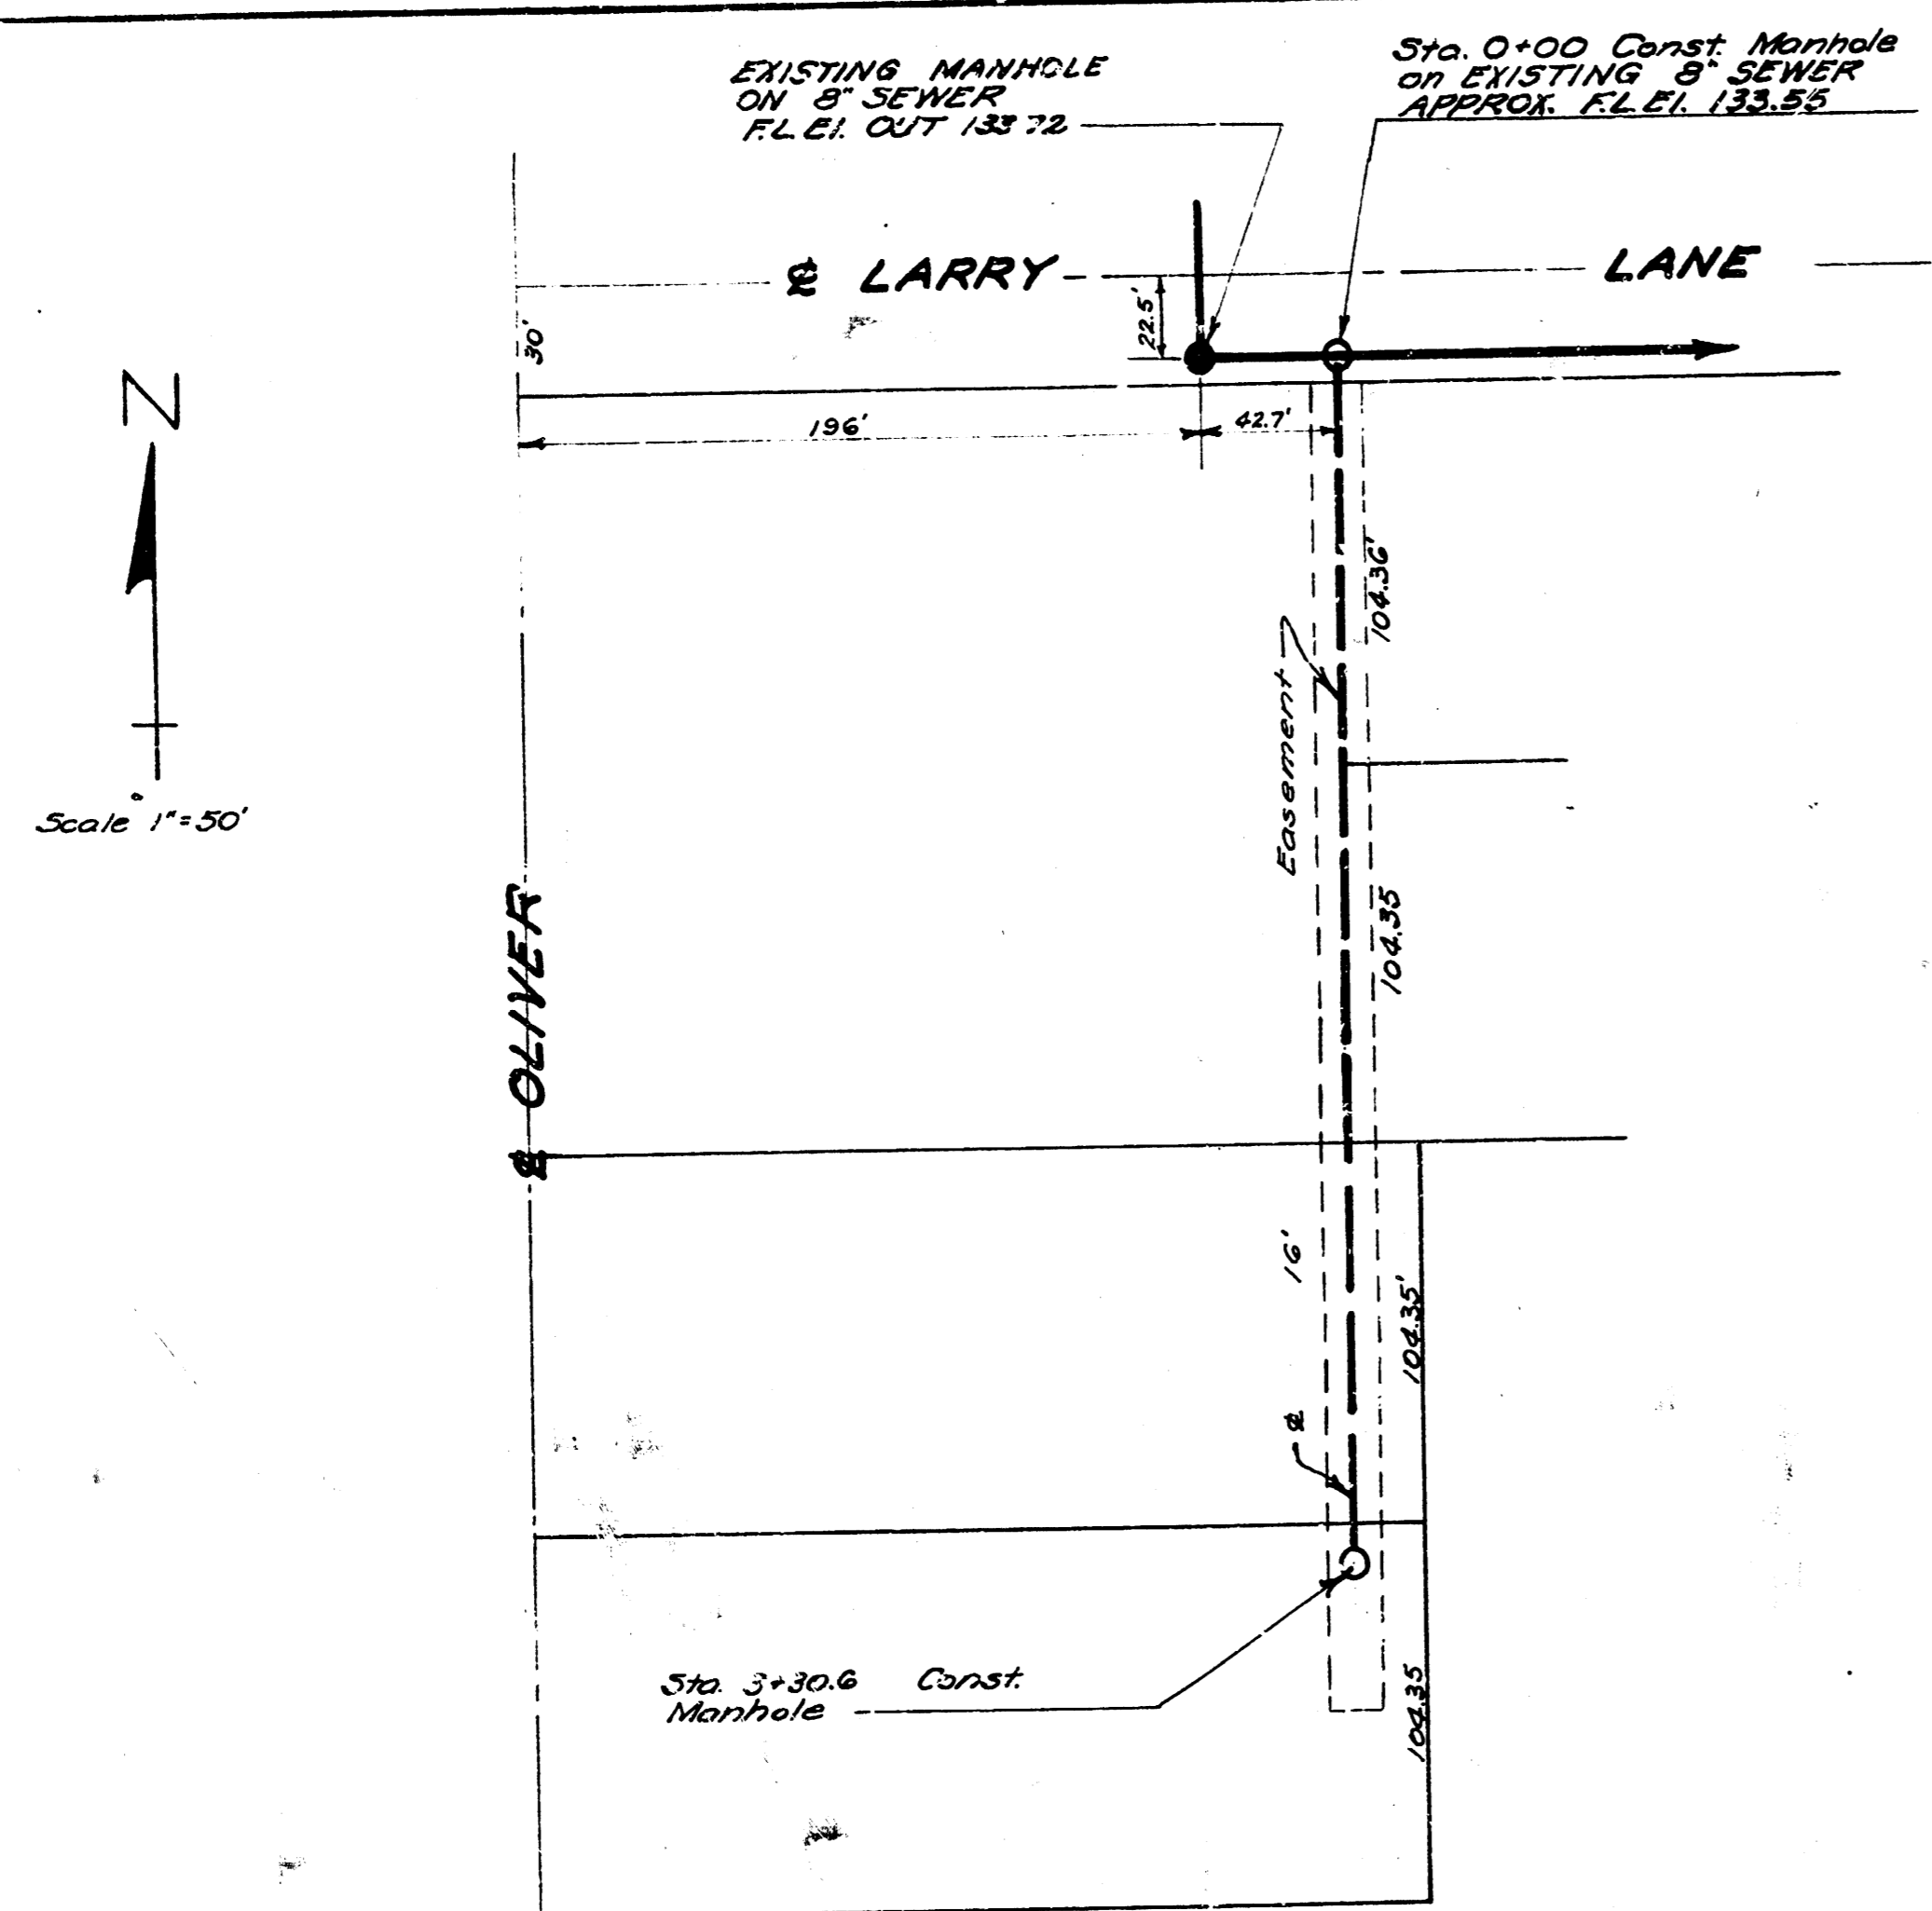 EXISTING MANHOLE
ON 8" SEWER
F.L. El. OUT 133.72
Sta. 0+00 Const. Manhole
on EXISTING 8" SEWER
APPROX. F.L. El. 133.55
℄ LARRY LANE
22.5'
30'
N
196'
42.7'
104.36'
Easement
Scale 1"=50'
℄ OLIVER
104.35
16'
104.35'
℄
Sta. 3+30.6 Const.
Manhole
104.35